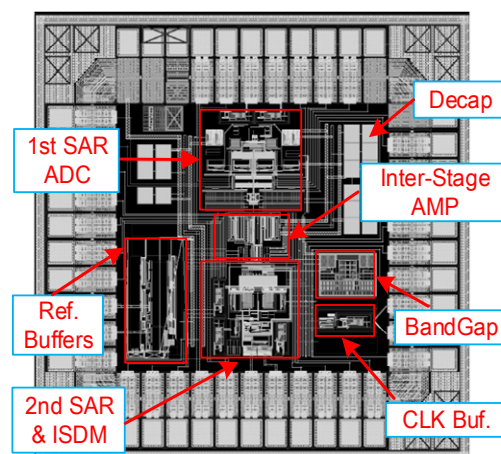 Decap
1st SAR
ADC
Inter-Stage
AMP
Ref.
Buffers
BandGap
2nd SAR
& ISDM
CLK Buf.